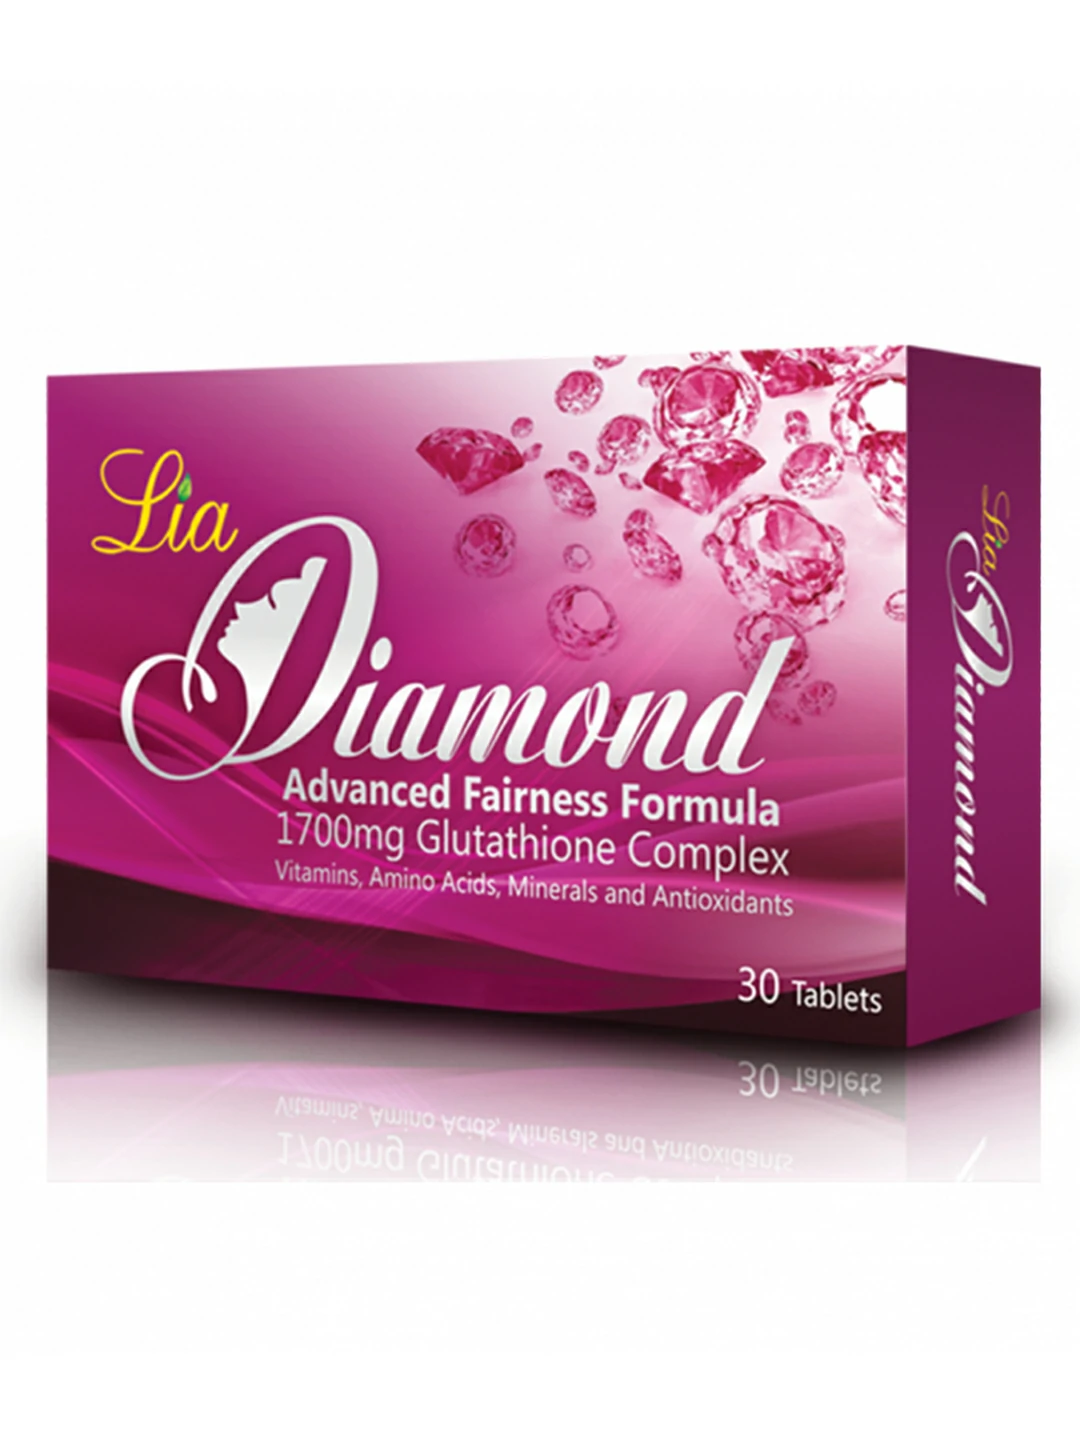 Lia
Diamond
Advanced Fairness Formula
1700mg Glutathione Complex
Vitamins, Amino Acids, Minerals and Antioxidants
30 Tablets
Lia
Diamond
30 Tablets
Vitamins, Amino Acids, Minerals and Antioxidants
1700mg Glutathione